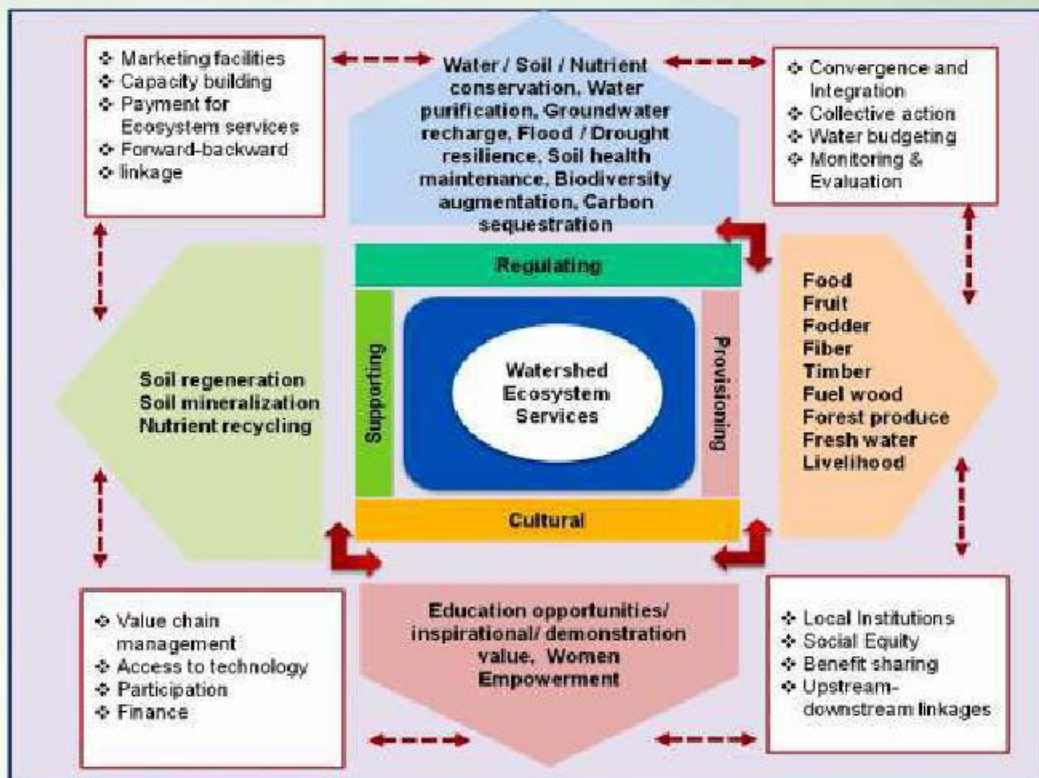 ❖ Marketing facilities
❖ Capacity building
❖ Payment for
Ecosystem services
❖ Forward-backward
❖ linkage
Water / Soil / Nutrient
conservation, Water
purification, Groundwater
recharge, Flood / Drought
resilience, Soil health
maintenance, Biodiversity
augmentation, Carbon
sequestration
❖ Convergence and
Integration
❖ Collective action
❖ Water budgeting
❖ Monitoring &
Evaluation
Regulating
Soil regeneration
Soil mineralization
Nutrient recycling
Supporting
Watershed
Ecosystem
Services
Provisioning
Food
Fruit
Fodder
Fiber
Timber
Fuel wood
Forest produce
Fresh water
Livelihood
Cultural
❖ Value chain
management
❖ Access to technology
❖ Participation
❖ Finance
Education opportunities/
inspirational/ demonstration
value, Women
Empowerment
❖ Local Institutions
❖ Social Equity
❖ Benefit sharing
❖ Upstream-
downstream linkages